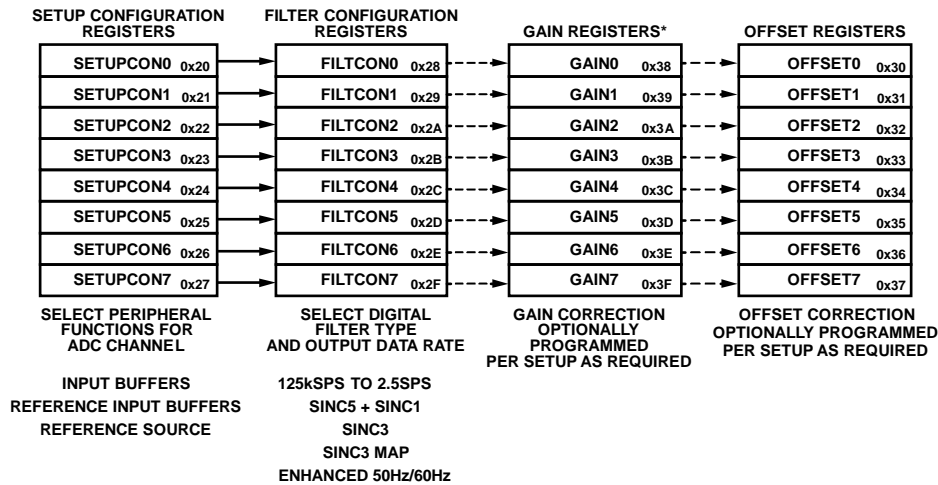 SETUP CONFIGURATION
REGISTERS
FILTER CONFIGURATION
REGISTERS
GAIN REGISTERS*
OFFSET REGISTERS
SETUPCON0 0x20
FILTCON0 0x28
GAIN0 0x38
OFFSET0 0x30
SETUPCON1 0x21
FILTCON1 0x29
GAIN1 0x39
OFFSET1 0x31
SETUPCON2 0x22
FILTCON2 0x2A
GAIN2 0x3A
OFFSET2 0x32
SETUPCON3 0x23
FILTCON3 0x2B
GAIN3 0x3B
OFFSET3 0x33
SETUPCON4 0x24
FILTCON4 0x2C
GAIN4 0x3C
OFFSET4 0x34
SETUPCON5 0x25
FILTCON5 0x2D
GAIN5 0x3D
OFFSET5 0x35
SETUPCON6 0x26
FILTCON6 0x2E
GAIN6 0x3E
OFFSET6 0x36
SETUPCON7 0x27
FILTCON7 0x2F
GAIN7 0x3F
OFFSET7 0x37
SELECT PERIPHERAL
FUNCTIONS FOR
ADC CHANNEL
SELECT DIGITAL
FILTER TYPE
AND OUTPUT DATA RATE
GAIN CORRECTION
OPTIONALLY
PROGRAMMED
PER SETUP AS REQUIRED
OFFSET CORRECTION
OPTIONALLY PROGRAMMED
PER SETUP AS REQUIRED
INPUT BUFFERS
REFERENCE INPUT BUFFERS
REFERENCE SOURCE
125kSPS TO 2.5SPS
SINC5 + SINC1
SINC3
SINC3 MAP
ENHANCED 50Hz/60Hz